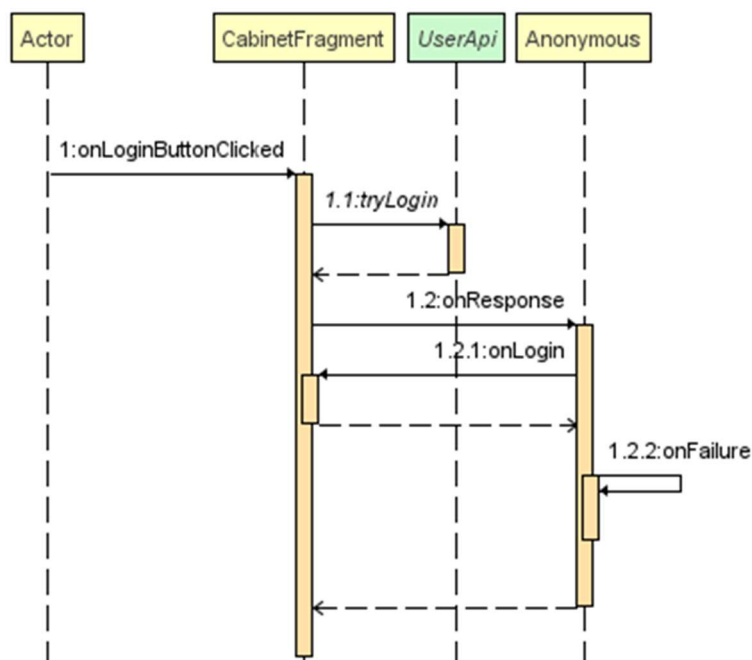 Actor
CabinetFragment
UserApi
Anonymous
1:onLoginButtonClicked
1.1:tryLogin
1.2:onResponse
1.2.1:onLogin
1.2.2:onFailure